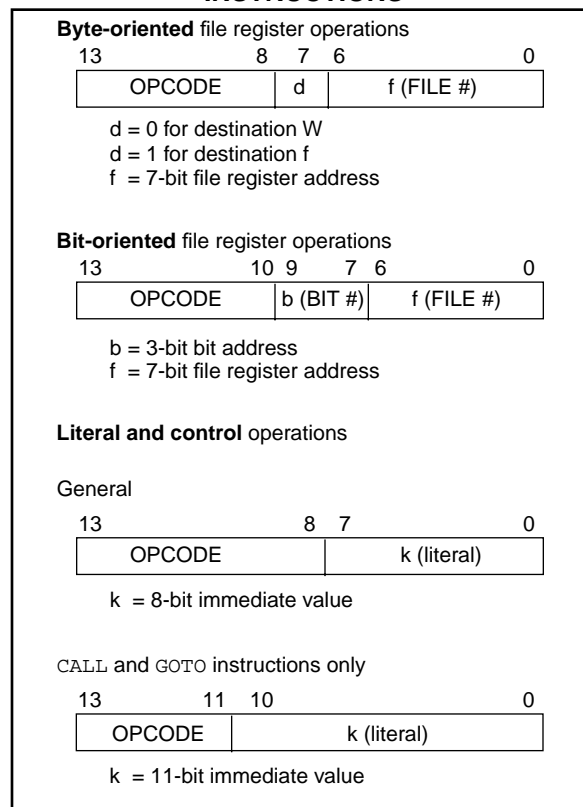 Byte-oriented file register operations
13 8 7 6 0
OPCODE d f (FILE #)
d = 0 for destination W
d = 1 for destination f
f = 7-bit file register address
Bit-oriented file register operations
13 10 9 7 6 0
OPCODE b (BIT #) f (FILE #)
b = 3-bit bit address
f = 7-bit file register address
Literal and control operations
General
13 8 7 0
OPCODE k (literal)
k = 8-bit immediate value
CALL and GOTO instructions only
13 11 10 0
OPCODE k (literal)
k = 11-bit immediate value